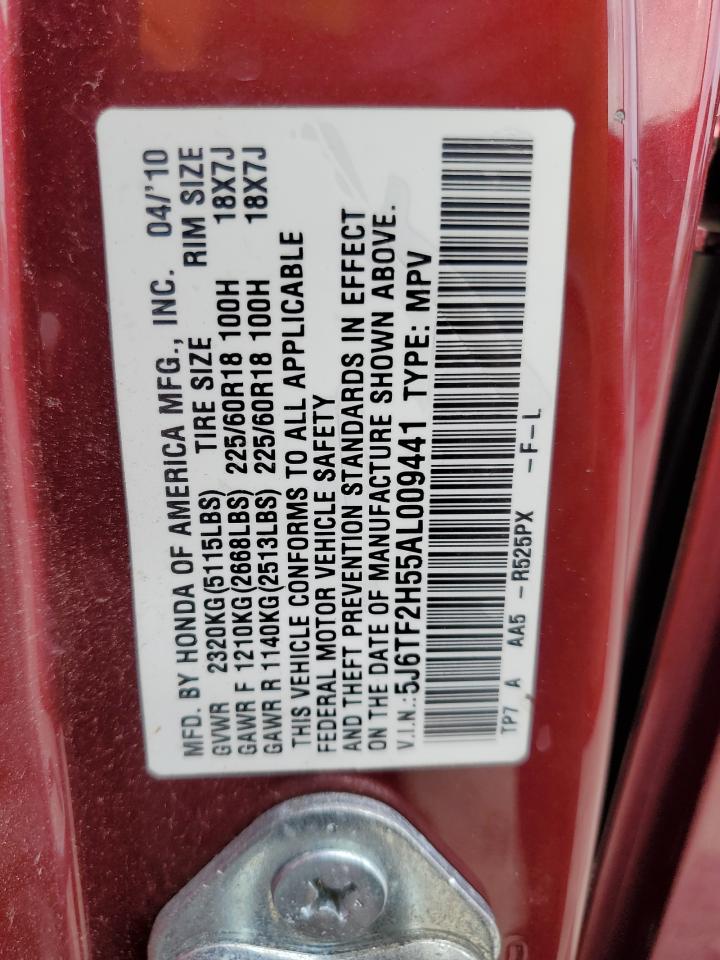 MFD. BY HONDA OF AMERICA MFG., INC. 04/'10
GVWR 2320KG(5115LBS) TIRE SIZE RIM SIZE
GAWR F 1210KG(2668LBS) 225/60R18 100H 18X7J
GAWR R 1140KG(2513LBS) 225/60R18 100H 18X7J
THIS VEHICLE CONFORMS TO ALL APPLICABLE
FEDERAL MOTOR VEHICLE SAFETY
AND THEFT PREVENTION STANDARDS IN EFFECT
ON THE DATE OF MANUFACTURE SHOWN ABOVE.
V.I.N.:5J6TF2H55AL009441 TYPE: MPV
TP7 A AA5 -R525PX -F-L